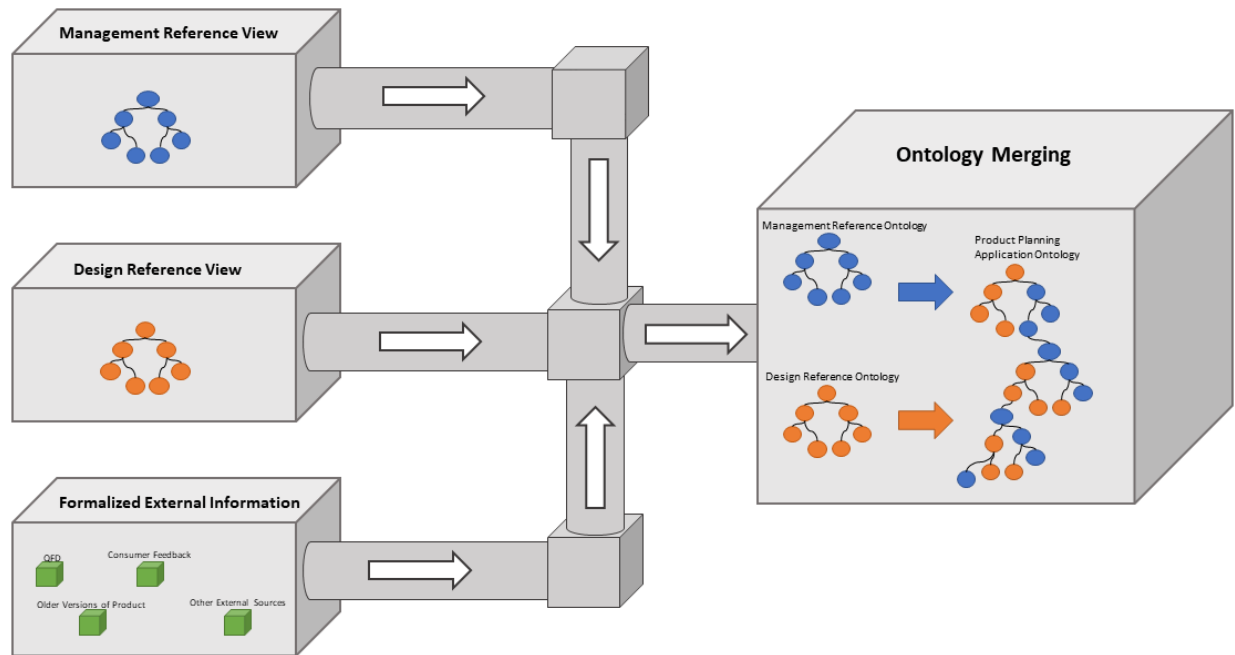 Management Reference View
Design Reference View
Formalized External Information
QFD
Consumer Feedback
Older Versions of Product
Other External Sources
Ontology Merging
Management Reference Ontology
Product Planning
Application Ontology
Design Reference Ontology